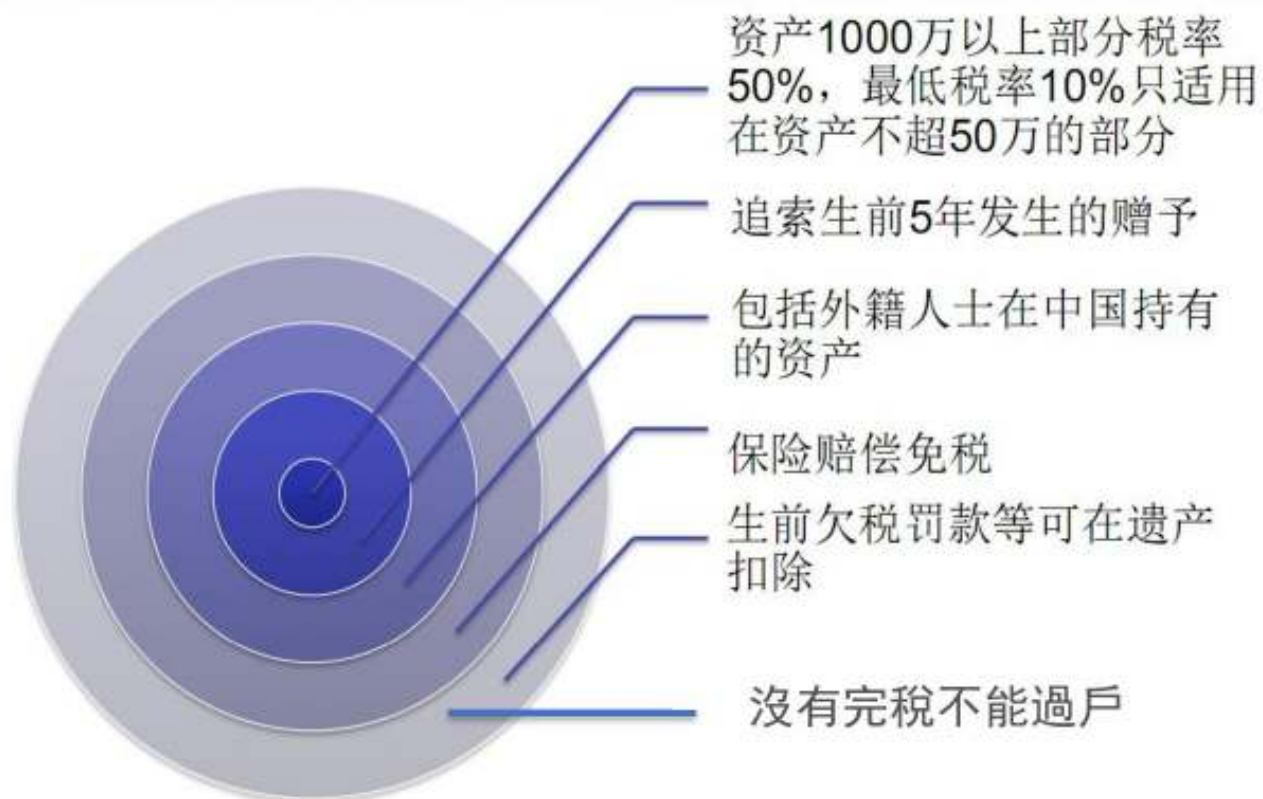 资产1000万以上部分税率
50%，最低税率10%只适用
在资产不超50万的部分
追索生前5年发生的赠予
包括外籍人士在中国持有
的资产
保险赔偿免税
生前欠税罚款等可在遗产
扣除
沒有完稅不能過戶